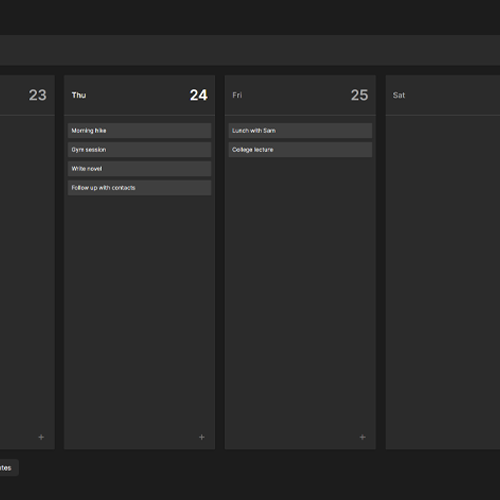 23
Thu 24
Morning hike
Gym session
Write novel
Follow up with contacts
+
Fri 25
Lunch with Sam
College lecture
+
Sat
+